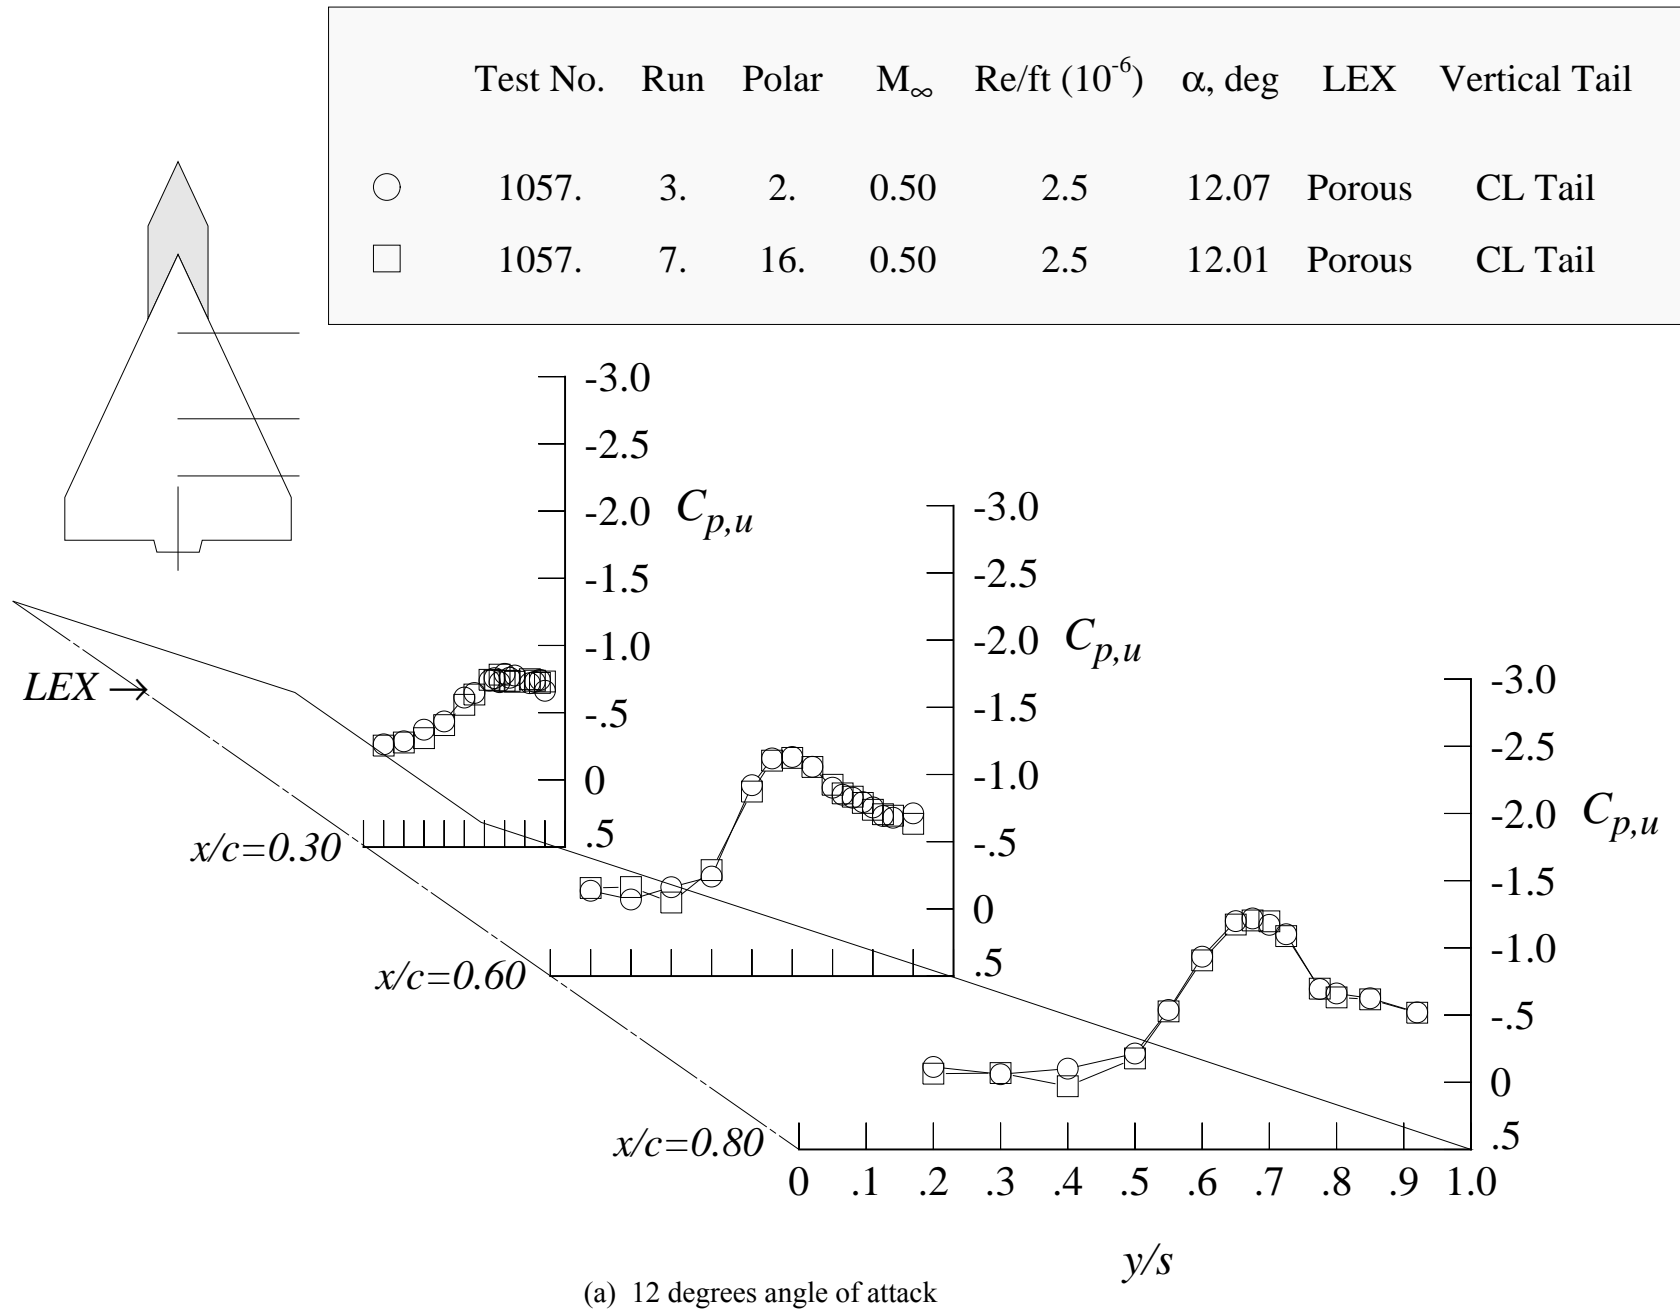 Test No. Run Polar M∞ Re/ft (10-6) α, deg LEX Vertical Tail
1057. 3. 2. 0.50 2.5 12.07 Porous CL Tail
1057. 7. 16. 0.50 2.5 12.01 Porous CL Tail
-3.0
-2.5
-2.0
-1.5
-1.0
-.5
0
.5
Cp,u
-3.0
-2.5
-2.0
-1.5
-1.0
-.5
0
.5
Cp,u
-3.0
-2.5
-2.0
-1.5
-1.0
-.5
0
.5
Cp,u
LEX →
x/c=0.30
x/c=0.60
x/c=0.80
0 .1 .2 .3 .4 .5 .6 .7 .8 .9 1.0
y/s
(a) 12 degrees angle of attack